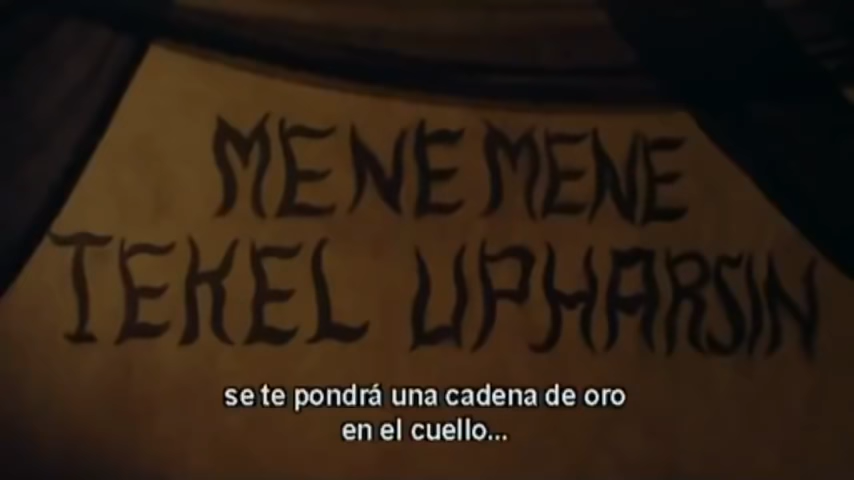 MENE MENE
TEKEL UPHARSIN
se te pondrá una cadena de oro
en el cuello...